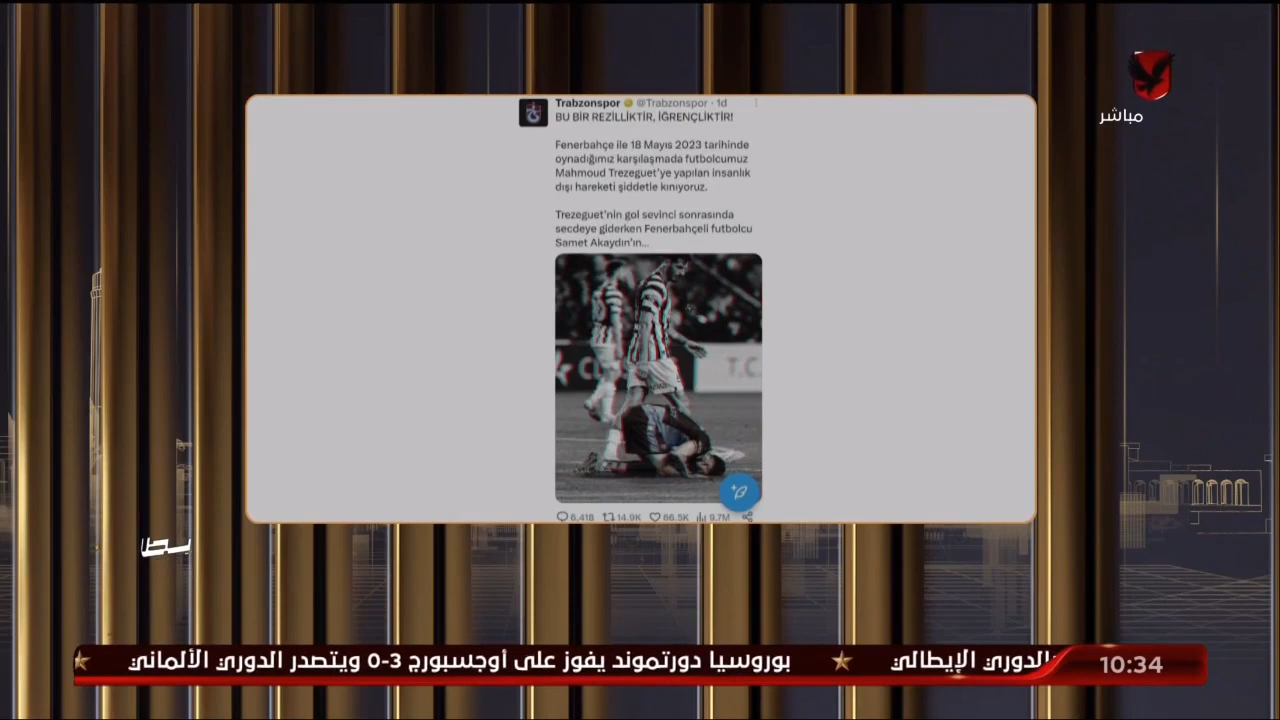 مباشر
Trabzonspor @Trabzonspor · 1d
BU BİR REZİLLİKTİR, İĞRENÇLİKTİR!
Fenerbahçe ile 18 Mayıs 2023 tarihinde
oynadığımız karşılaşmada futbolcumuz
Mahmoud Trezeguet'ye yapılan insanlık
dışı hareketi şiddetle kınıyoruz.
Trezeguet'nin gol sevinci sonrasında
secdeye giderken Fenerbahçeli futbolcu
Samet Akaydın'ın...
T.C.
6,418 14.9K 66.5K 9.7M
الدوري الإيطالي ★ بوروسيا دورتموند يفوز على أوجسبورج 3-0 ويتصدر الدوري الألماني
10:34